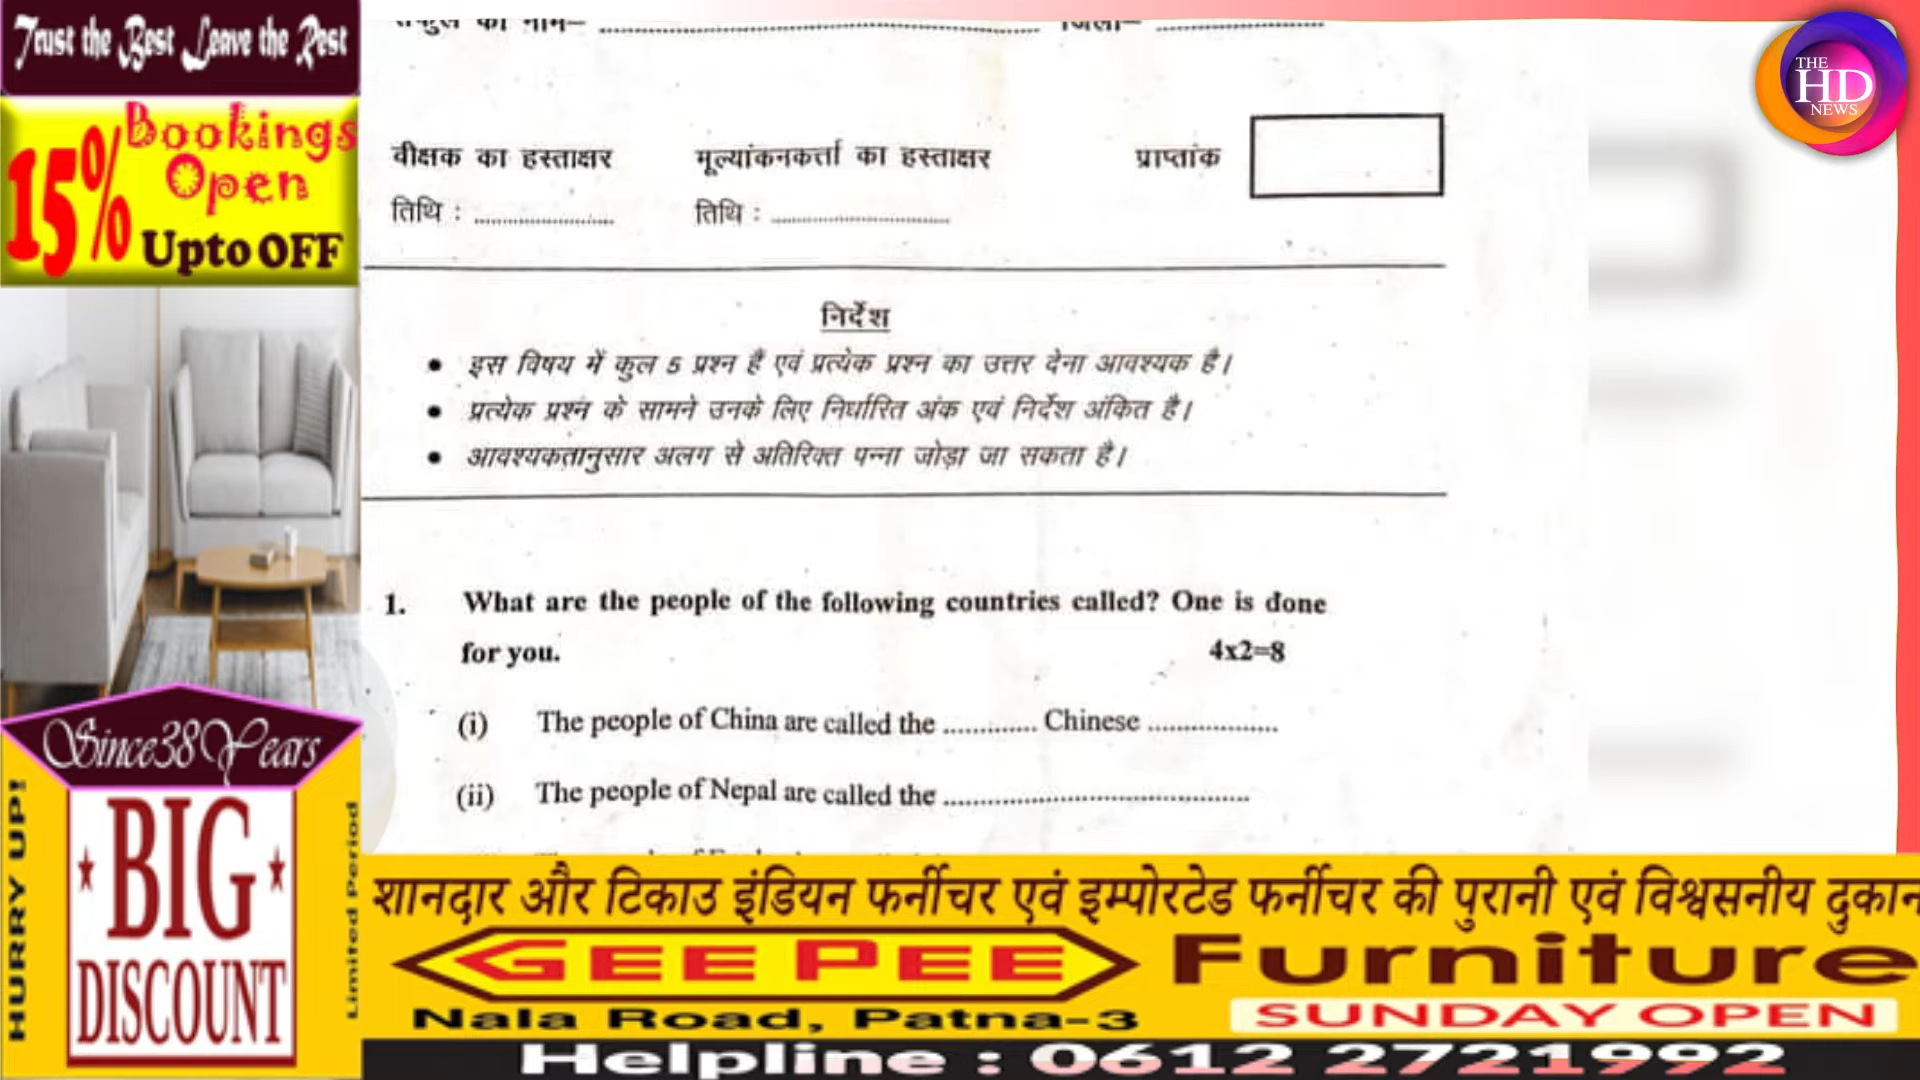 Trust the Best Leave the Rest
15% Bookings Open
Upto OFF
Since38Years
HURRY UP!
BIG
DISCOUNT
Limited Period
THE
HD
NEWS
का नाम– ........ जिला– ........
वीक्षक का हस्ताक्षर मूल्यांकनकर्त्ता का हस्ताक्षर प्राप्तांक
तिथि : ........ तिथि : ........
निर्देश
• इस विषय में कुल 5 प्रश्न हैं एवं प्रत्येक प्रश्न का उत्तर देना आवश्यक है।
• प्रत्येक प्रश्न के सामने उनके लिए निर्धारित अंक एवं निर्देश अंकित है।
• आवश्यकतानुसार अलग से अतिरिक्त पन्ना जोड़ा जा सकता है।
1. What are the people of the following countries called? One is done
for you. 4x2=8
(i) The people of China are called the ............. Chinese ..................
(ii) The people of Nepal are called the ..........................................
शानदार और टिकाउ इंडियन फर्नीचर एवं इम्पोरटेड फर्नीचर की पुरानी एवं विश्वसनीय दुकान
GEE PEE Furniture
Nala Road, Patna-3 SUNDAY OPEN
Helpline : 0612 2721992